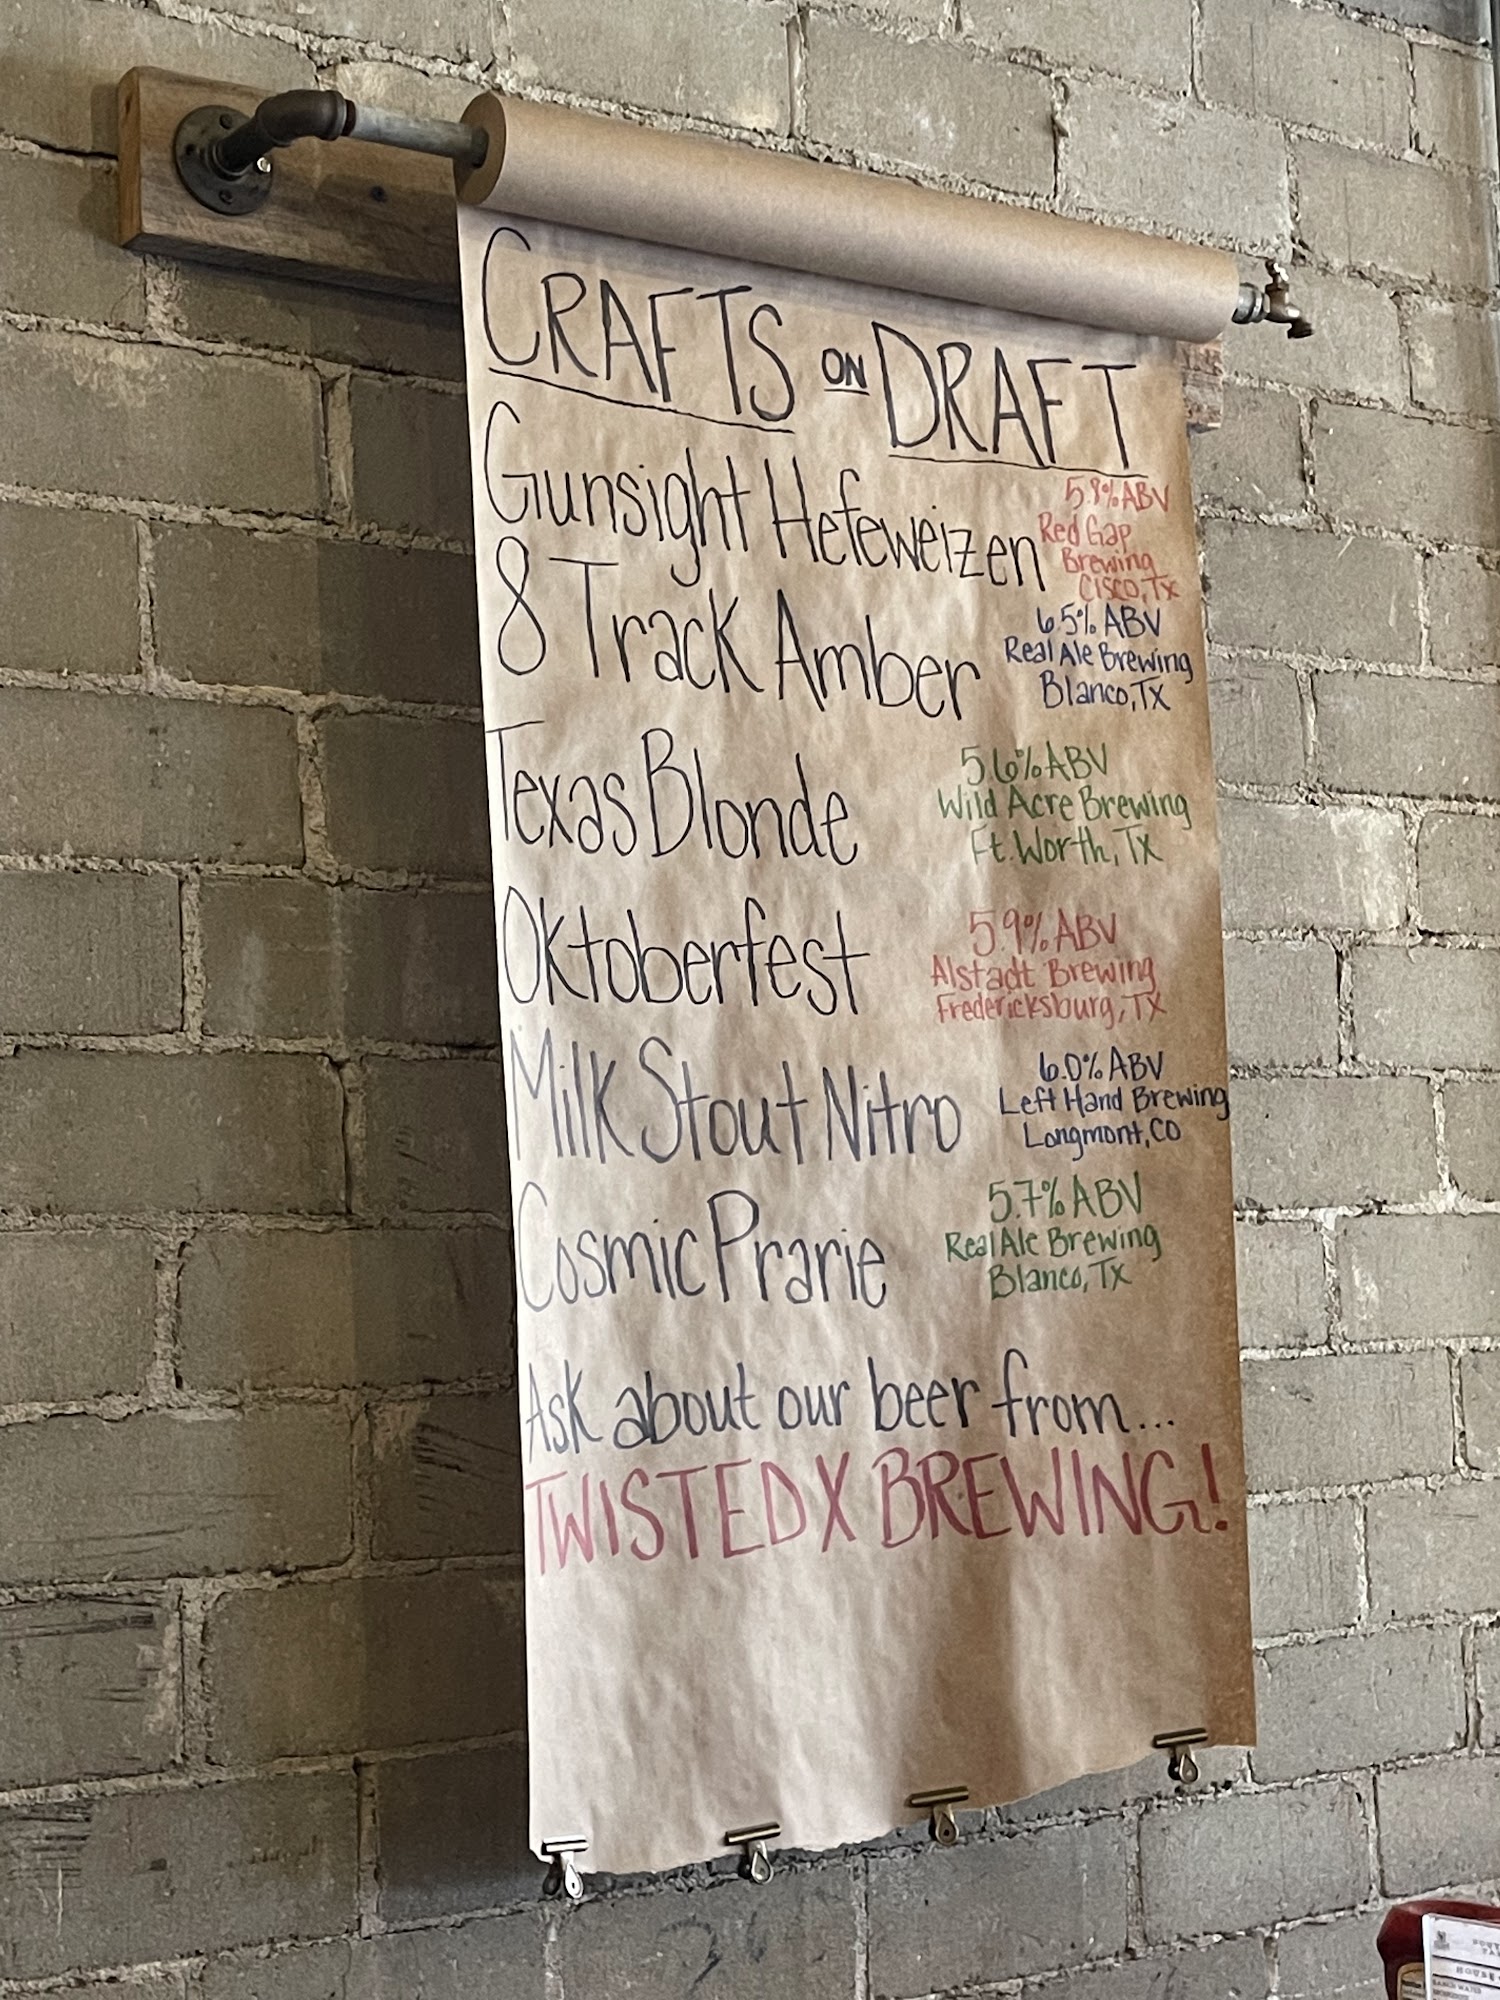 CRAFTS ON DRAFT
Gunsight Hefeweizen
5.8% ABV
Red Gap
Brewing
Cisco, Tx
8 Track Amber
6.5% ABV
Real Ale Brewing
Blanco, Tx
Texas Blonde
5.6% ABV
Wild Acre Brewing
Ft. Worth, Tx
Oktoberfest
5.9% ABV
Alstadt Brewing
Fredericksburg, TX
Milk Stout Nitro
6.0% ABV
Left Hand Brewing
Longmont, CO
Cosmic Prarie
5.7% ABV
Real Ale Brewing
Blanco, Tx
Ask about our beer from...
TWISTED X BREWING!